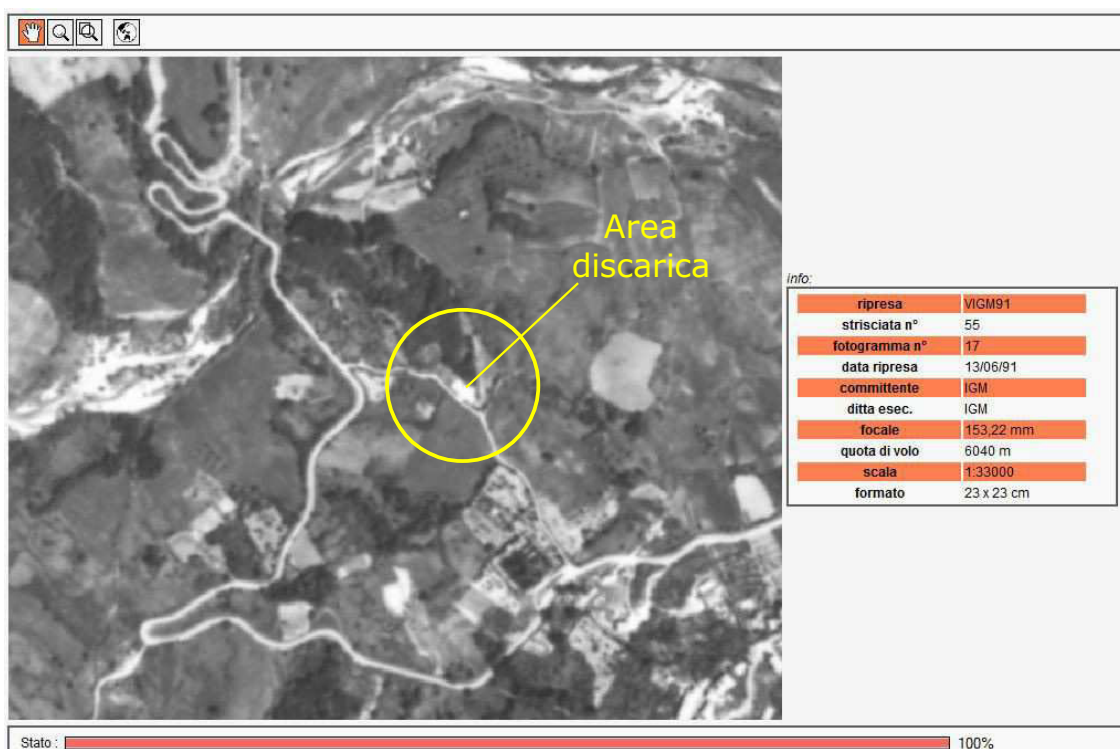 Area
discarica
info:
ripresa VIGM91
strisciata n° 55
fotogramma n° 17
data ripresa 13/06/91
committente IGM
ditta esec. IGM
focale 153,22 mm
quota di volo 6040 m
scala 1:33000
formato 23 x 23 cm
Stato : 100%